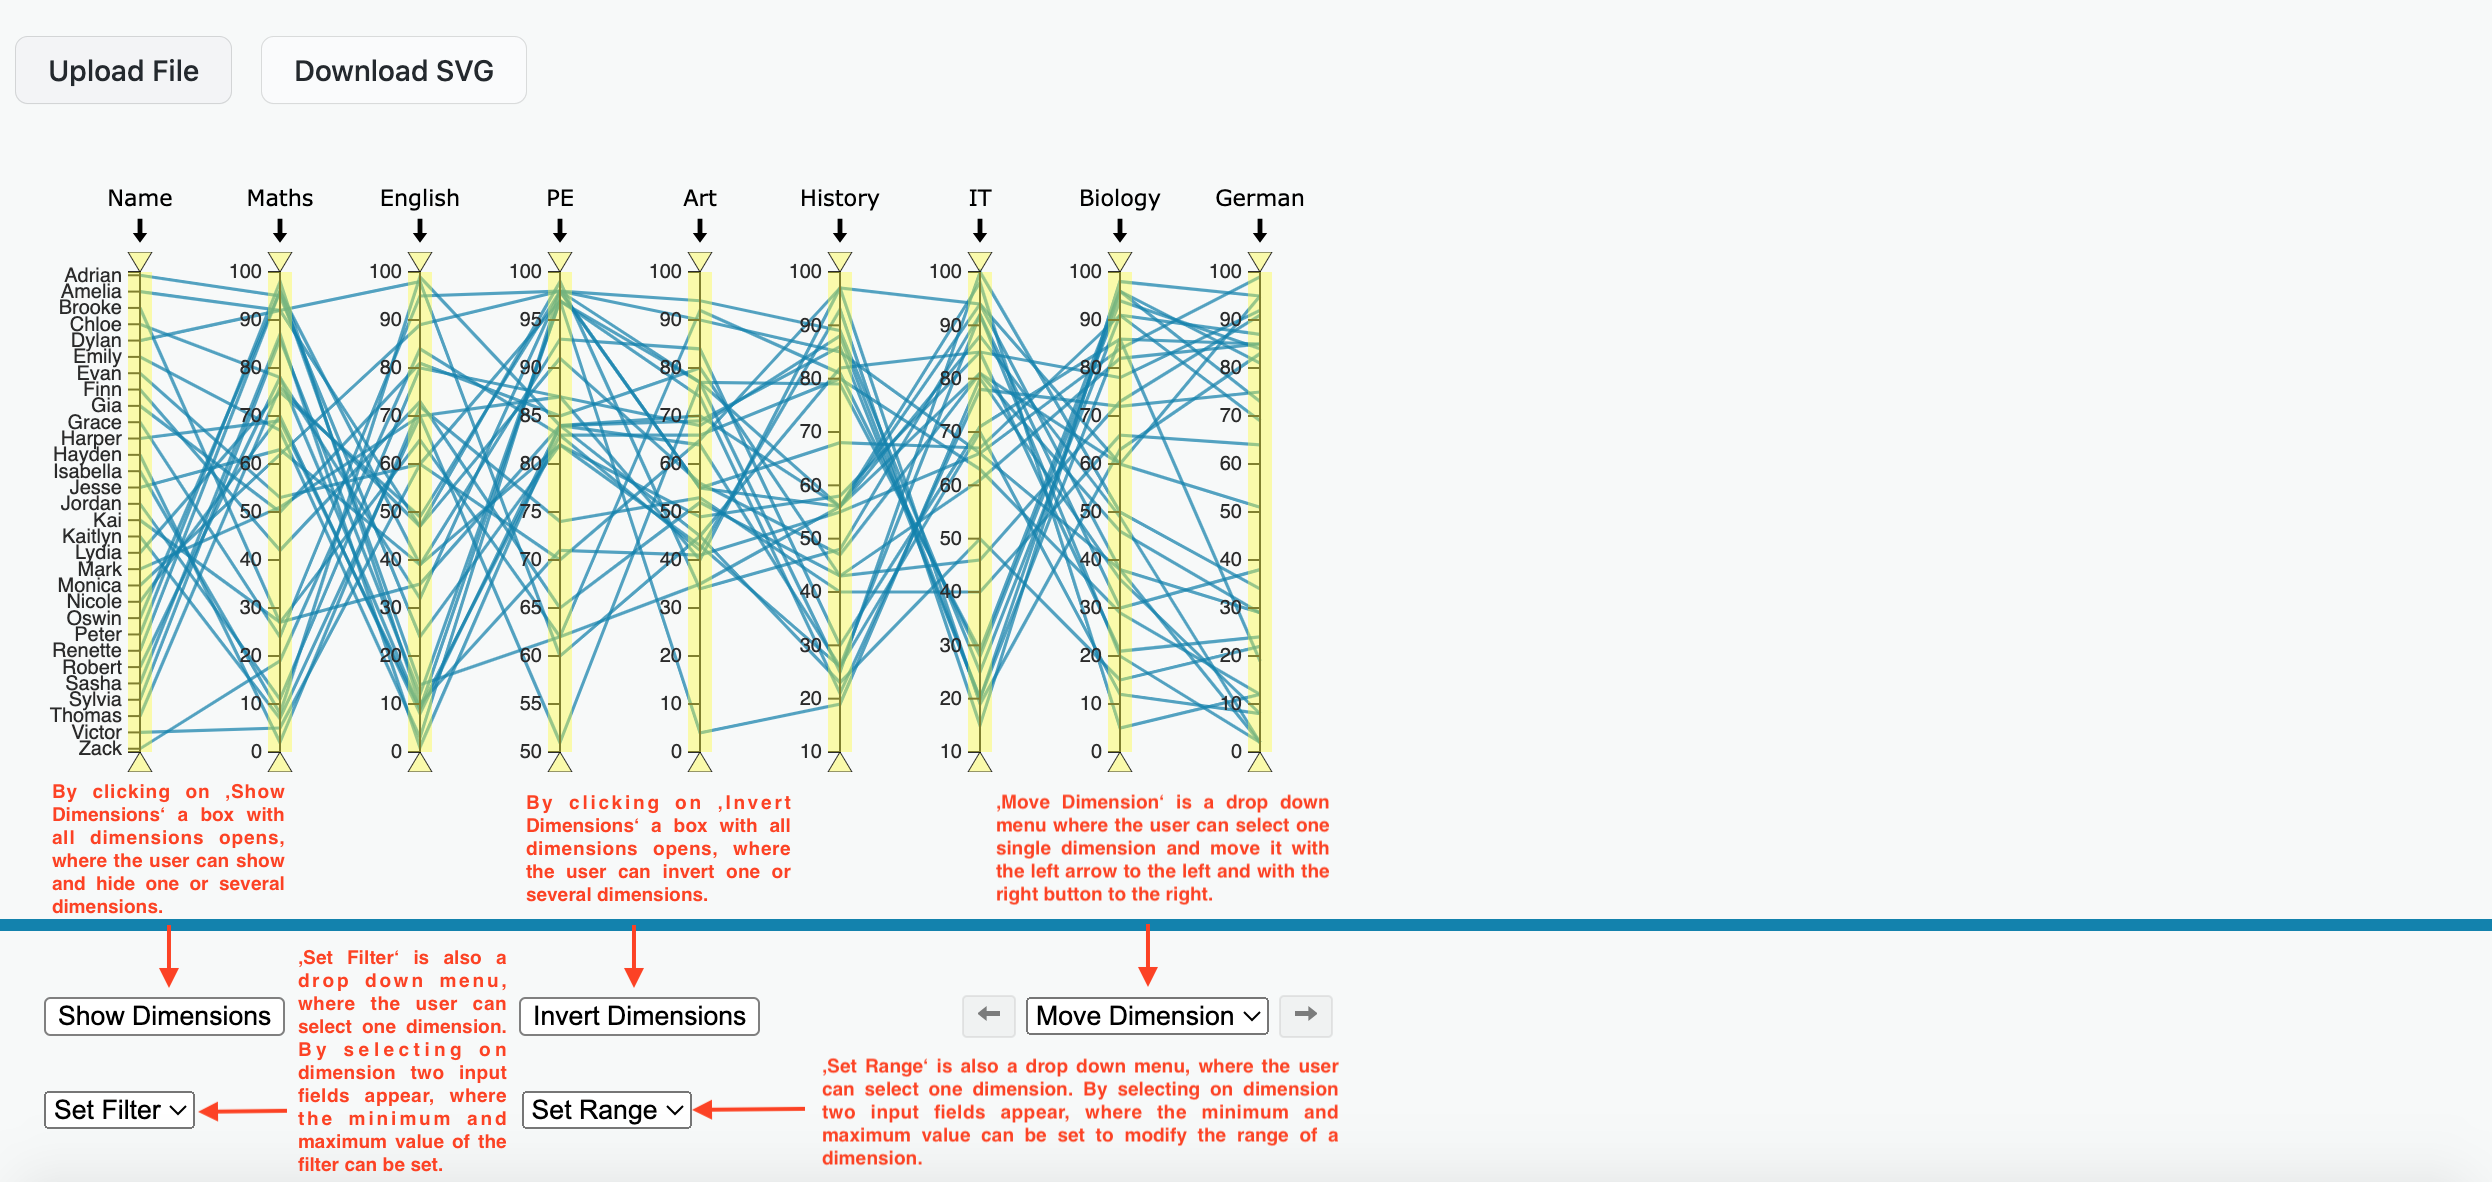 Upload File
Download SVG
Name
Maths
English
PE
Art
History
IT
Biology
German
Adrian
Amelia
Brooke
Chloe
Dylan
Emily
Evan
Finn
Gia
Grace
Harper
Hayden
Isabella
Jesse
Jordan
Kai
Kaitlyn
Lydia
Mark
Monica
Nicole
Oswin
Peter
Renette
Robert
Sasha
Sylvia
Thomas
Victor
Zack
100
90
80
70
60
50
40
30
20
10
0
100
90
80
70
60
50
40
30
20
10
0
100
95
90
85
80
75
70
65
60
55
50
100
90
80
70
60
50
40
30
20
10
0
100
90
80
70
60
50
40
30
20
10
100
90
80
70
60
50
40
30
20
10
100
90
80
70
60
50
40
30
20
10
0
100
90
80
70
60
50
40
30
20
10
0
By clicking on ‚Show
Dimensions‘ a box with
all dimensions opens,
where the user can show
and hide one or several
dimensions.
By clicking on ‚Invert
Dimensions‘ a box with all
dimensions opens, where
the user can invert one or
several dimensions.
‚Move Dimension‘ is a drop down
menu where the user can select one
single dimension and move it with
the left arrow to the left and with the
right button to the right.
Show Dimensions
‚Set Filter‘ is also a
drop down menu,
where the user can
select one dimension.
By selecting on
dimension two input
fields appear, where
the minimum and
maximum value of the
filter can be set.
Invert Dimensions
Move Dimension
Set Filter
Set Range
‚Set Range‘ is also a drop down menu, where the user
can select one dimension. By selecting on dimension
two input fields appear, where the minimum and
maximum value can be set to modify the range of a
dimension.